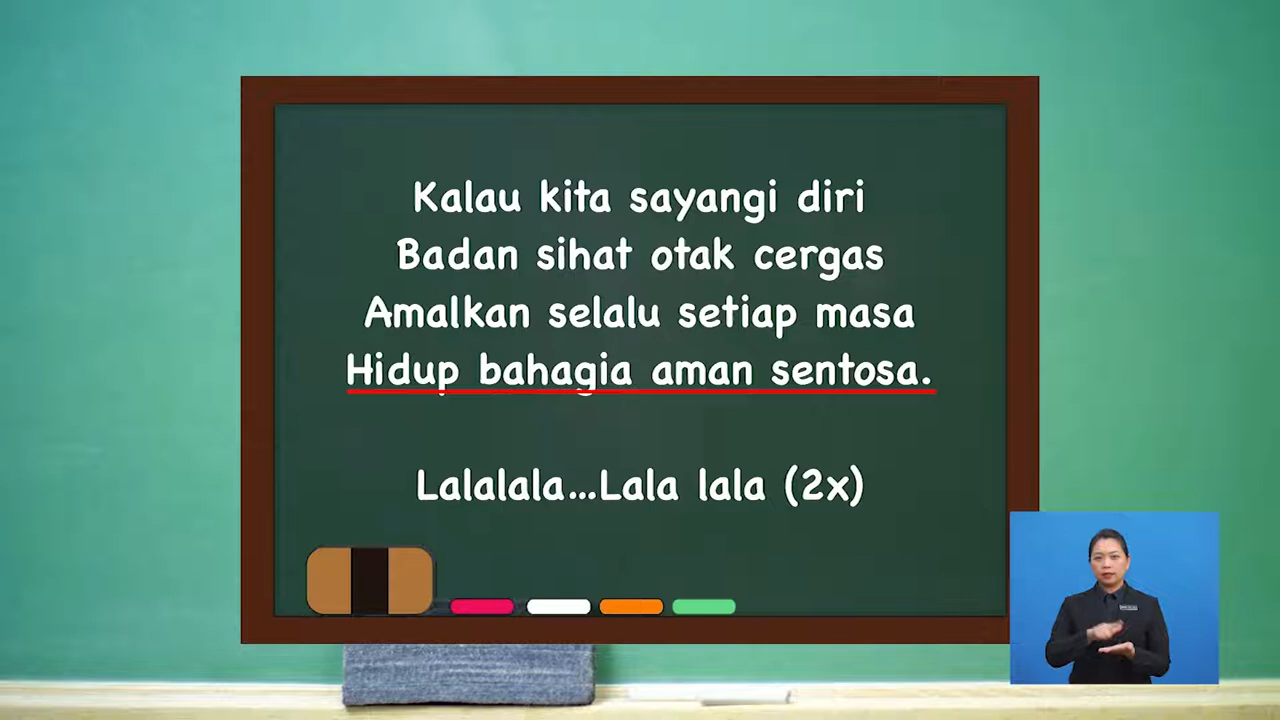 Kalau kita sayangi diri
Badan sihat otak cergas
Amalkan selalu setiap masa
Hidup bahagia aman sentosa.
Lalalala...Lala lala (2x)